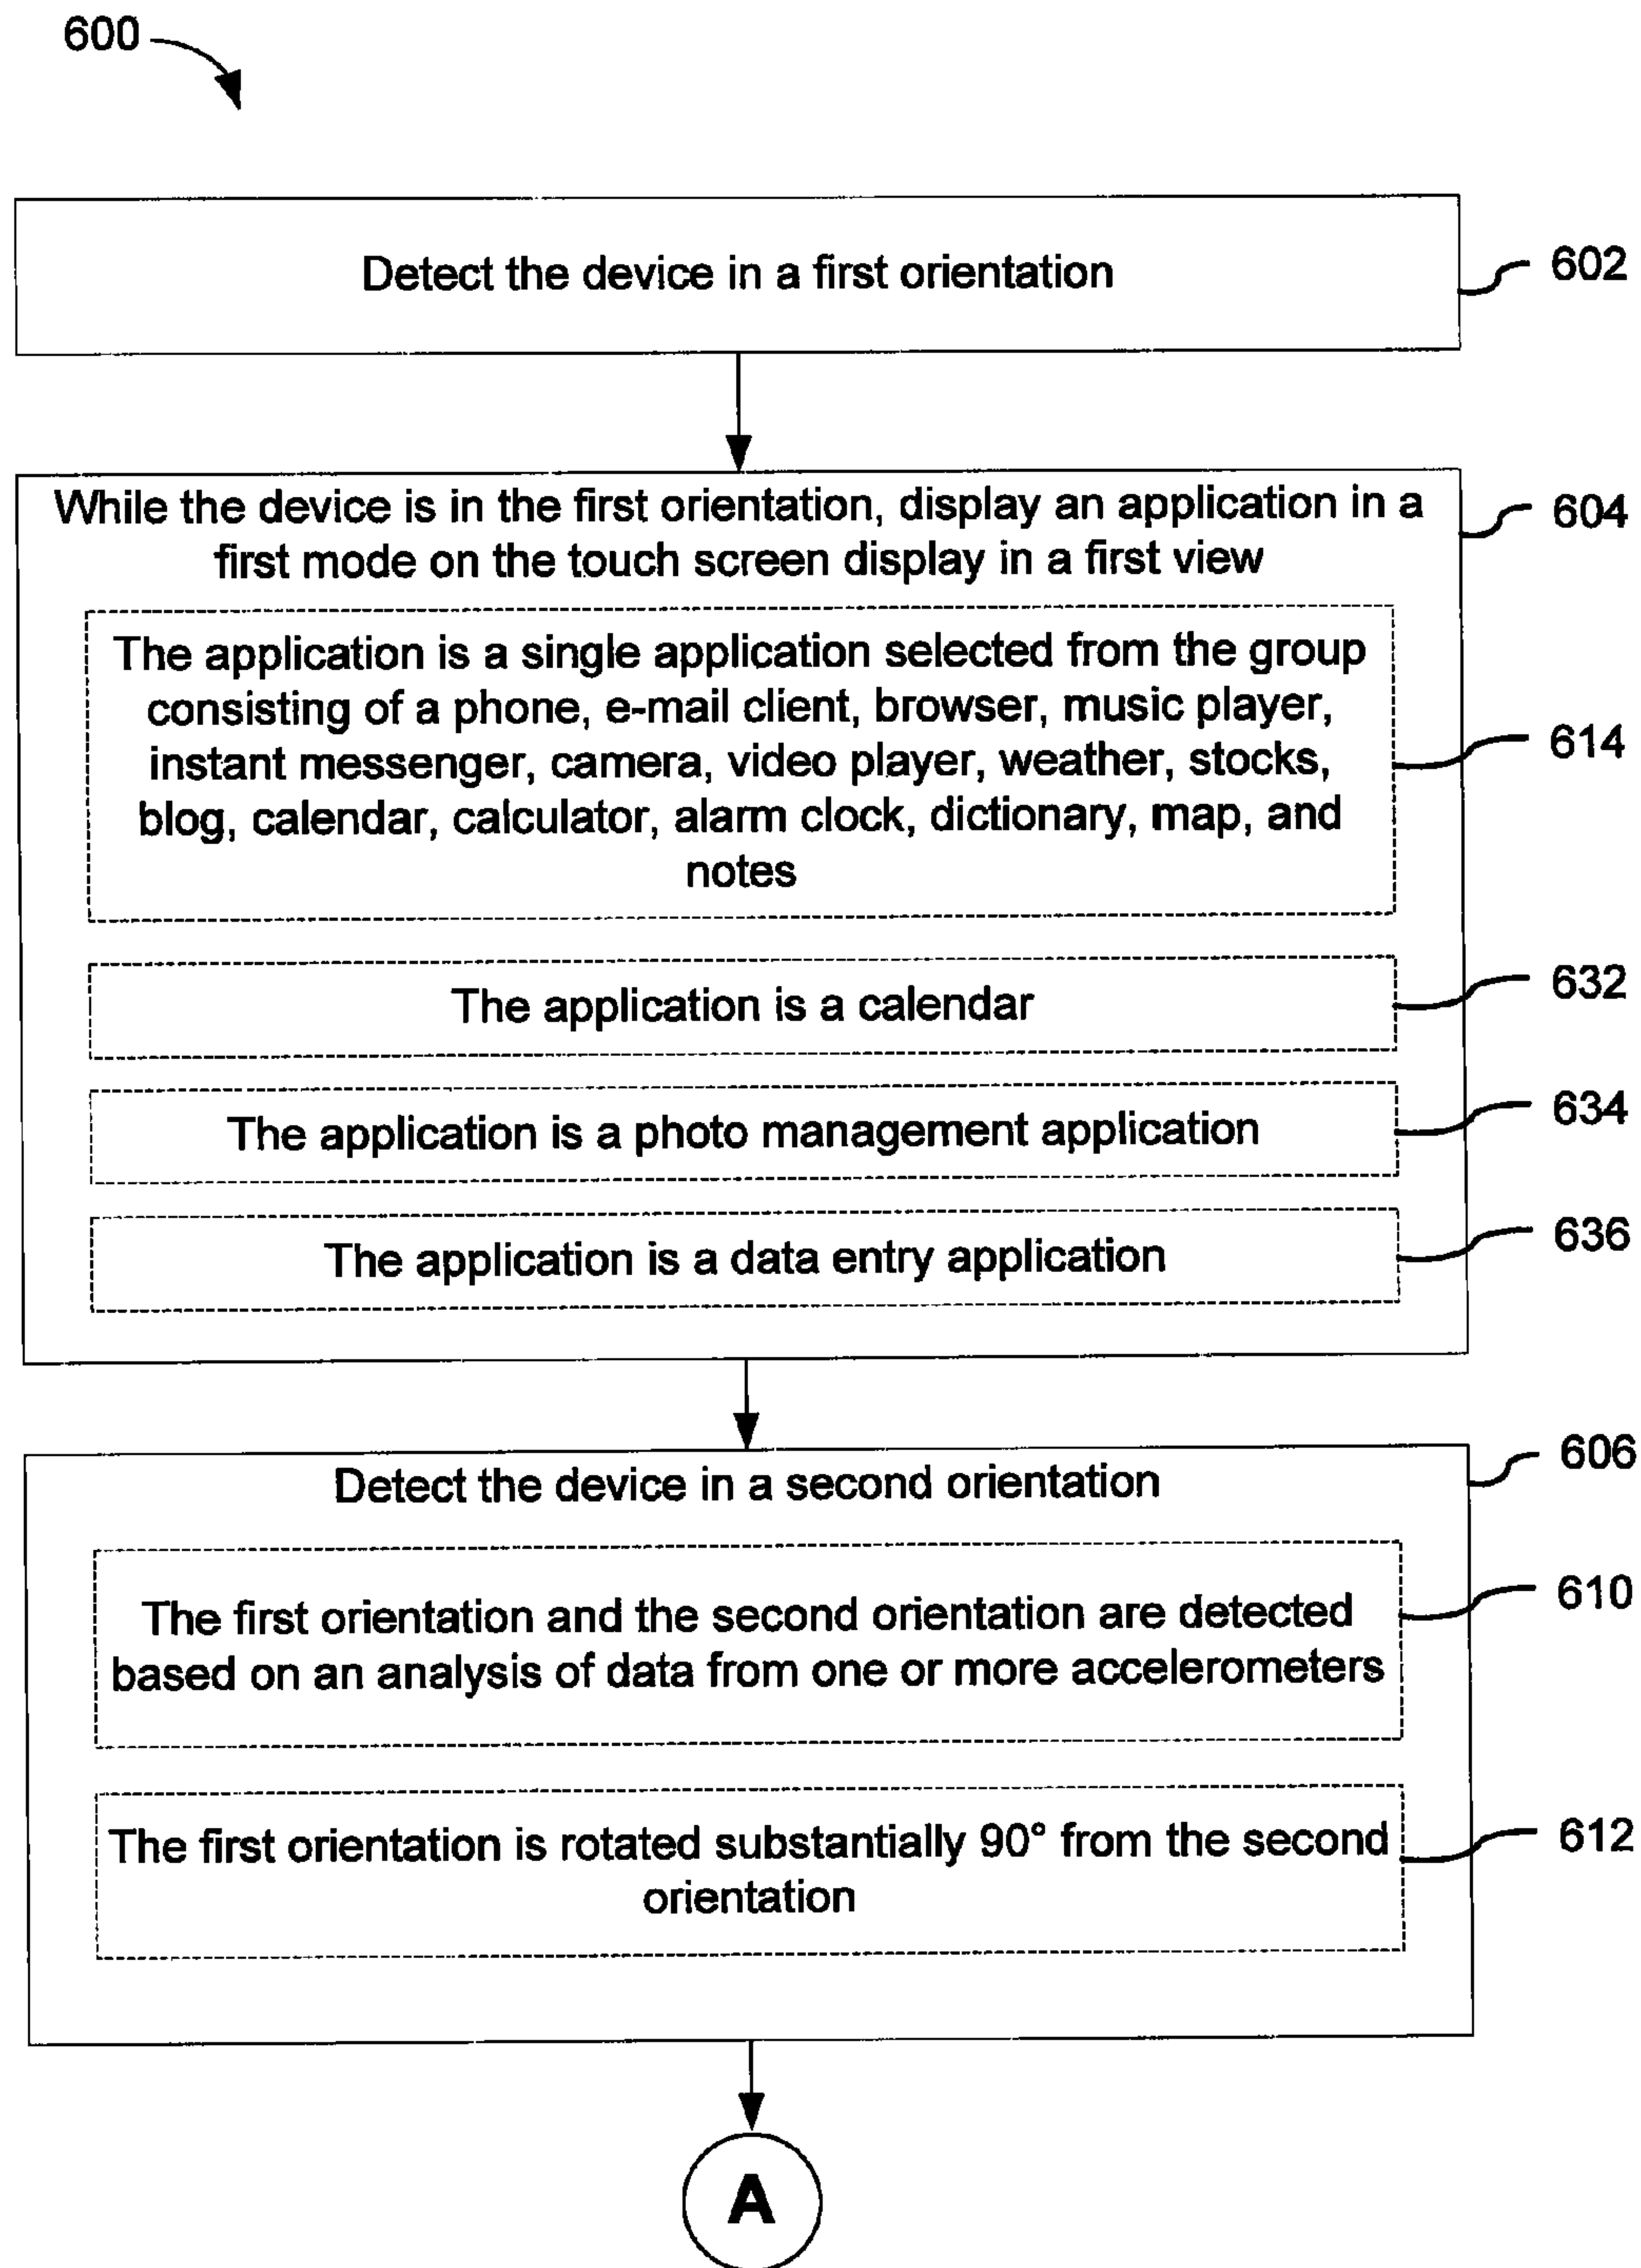 600
Detect the device in a first orientation
602
While the device is in the first orientation, display an application in a
first mode on the touch screen display in a first view
604
The application is a single application selected from the group
consisting of a phone, e-mail client, browser, music player,
instant messenger, camera, video player, weather, stocks,
blog, calendar, calculator, alarm clock, dictionary, map, and
notes
614
The application is a calendar
632
The application is a photo management application
634
The application is a data entry application
636
Detect the device in a second orientation
606
The first orientation and the second orientation are detected
based on an analysis of data from one or more accelerometers
610
The first orientation is rotated substantially 90° from the second
orientation
612
A